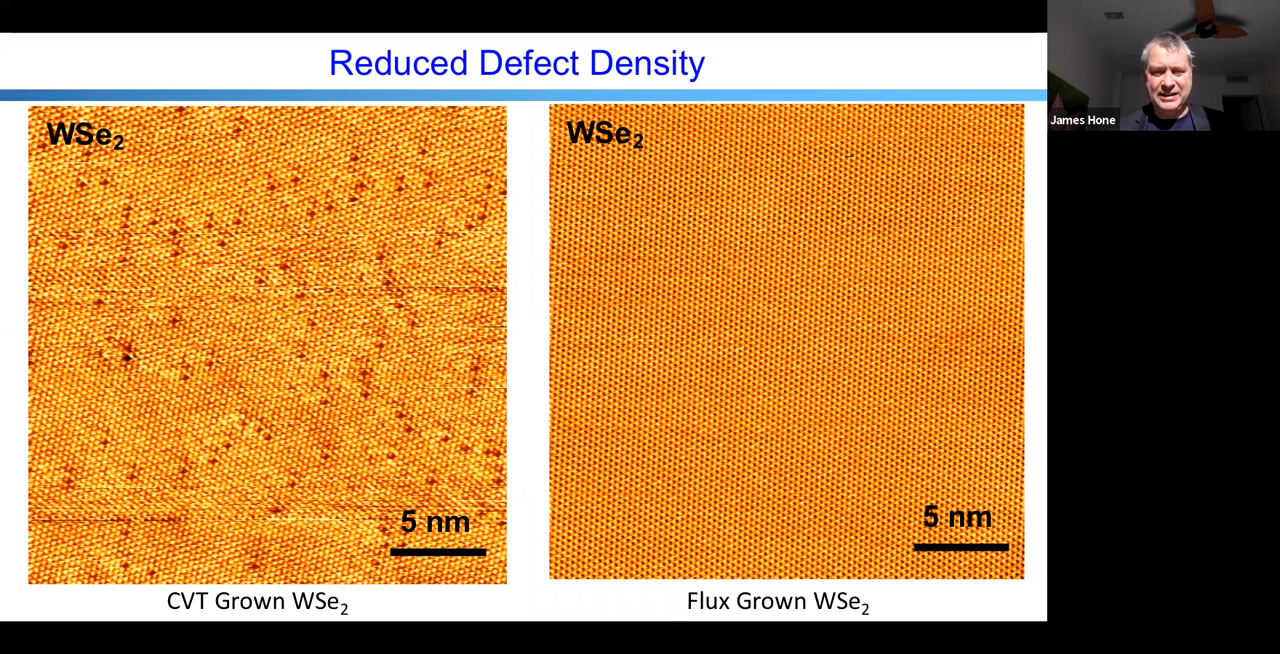 Reduced Defect Density
WSe₂
WSe₂
James Hone
5 nm
5 nm
CVT Grown WSe₂
Flux Grown WSe₂